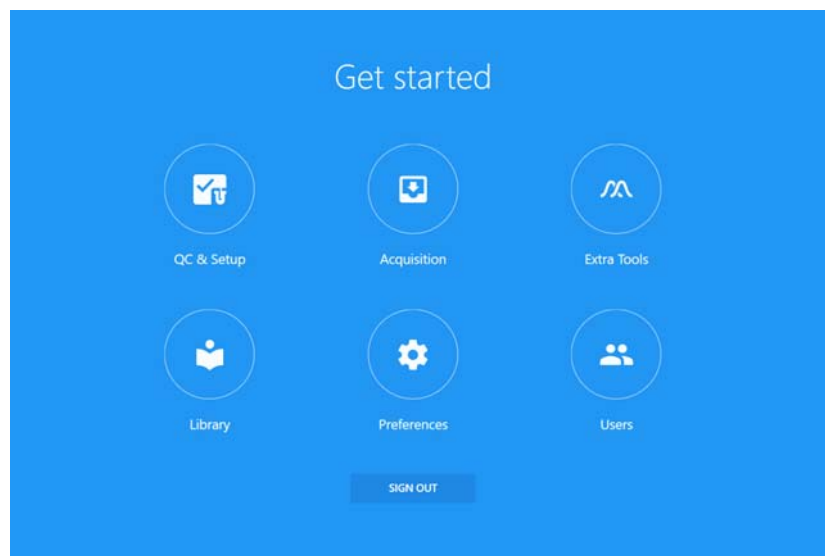 Get started
QC & Setup
Acquisition
Extra Tools
Library
Preferences
Users
SIGN OUT